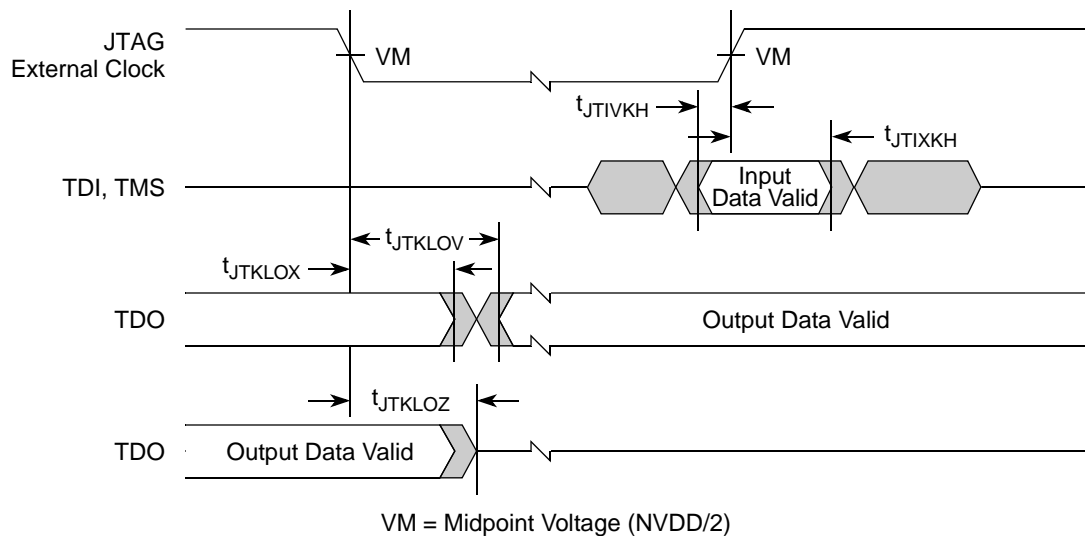 JTAG
External Clock
VM
VM
tJTIVKH
tJTIXKH
TDI, TMS
Input
Data Valid
tJTKLOV
tJTKLOX
TDO
Output Data Valid
tJTKLOZ
TDO
Output Data Valid
VM = Midpoint Voltage (NVDD/2)